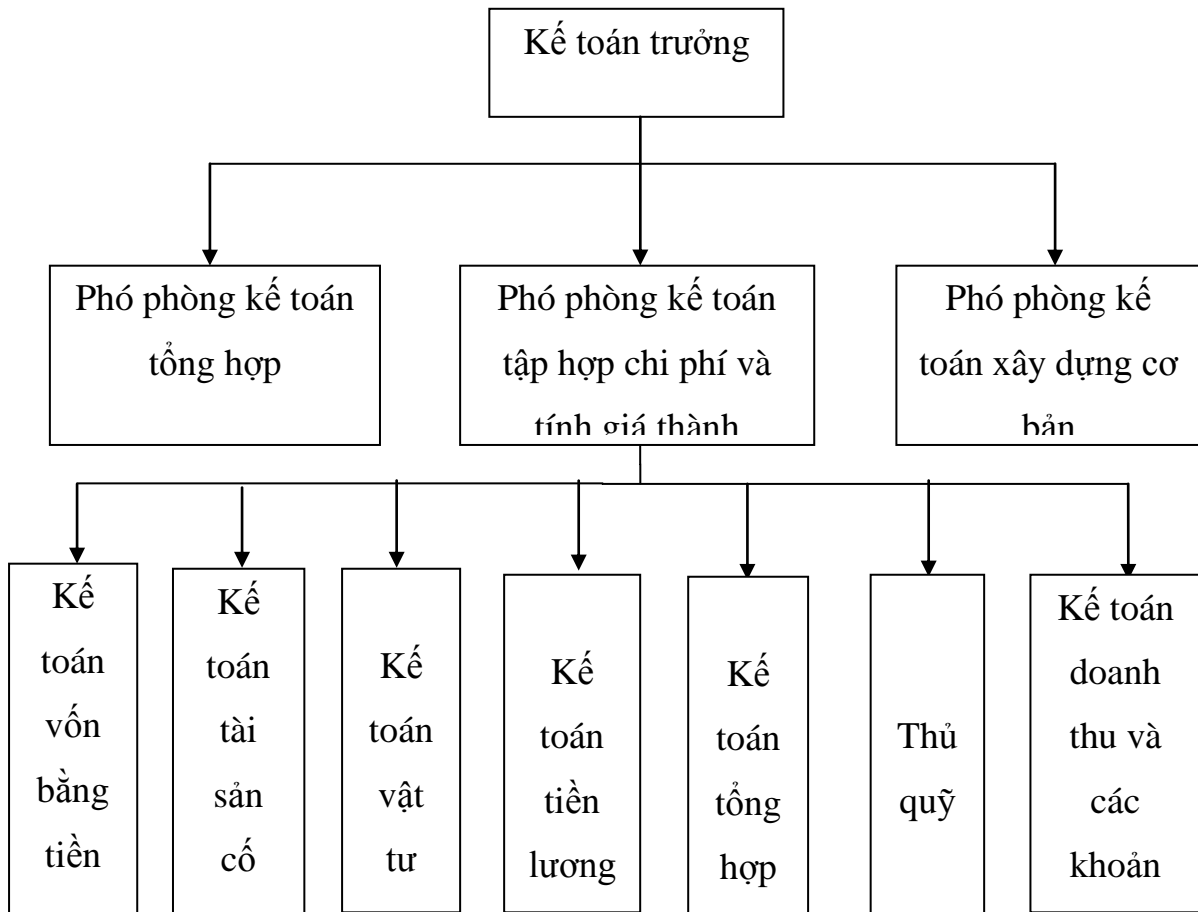 Kế toán trưởng
Phó phòng kế toán
tổng hợp
Phó phòng kế toán
tập hợp chi phí và
tính giá thành
Phó phòng kế
toán xây dựng cơ
bản
Kế
toán
vốn
bằng
tiền
Kế
toán
tài
sản
cố
Kế
toán
vật
tư
Kế
toán
tiền
lương
Kế
toán
tổng
hợp
Thủ
quỹ
Kế toán
doanh
thu và
các
khoản